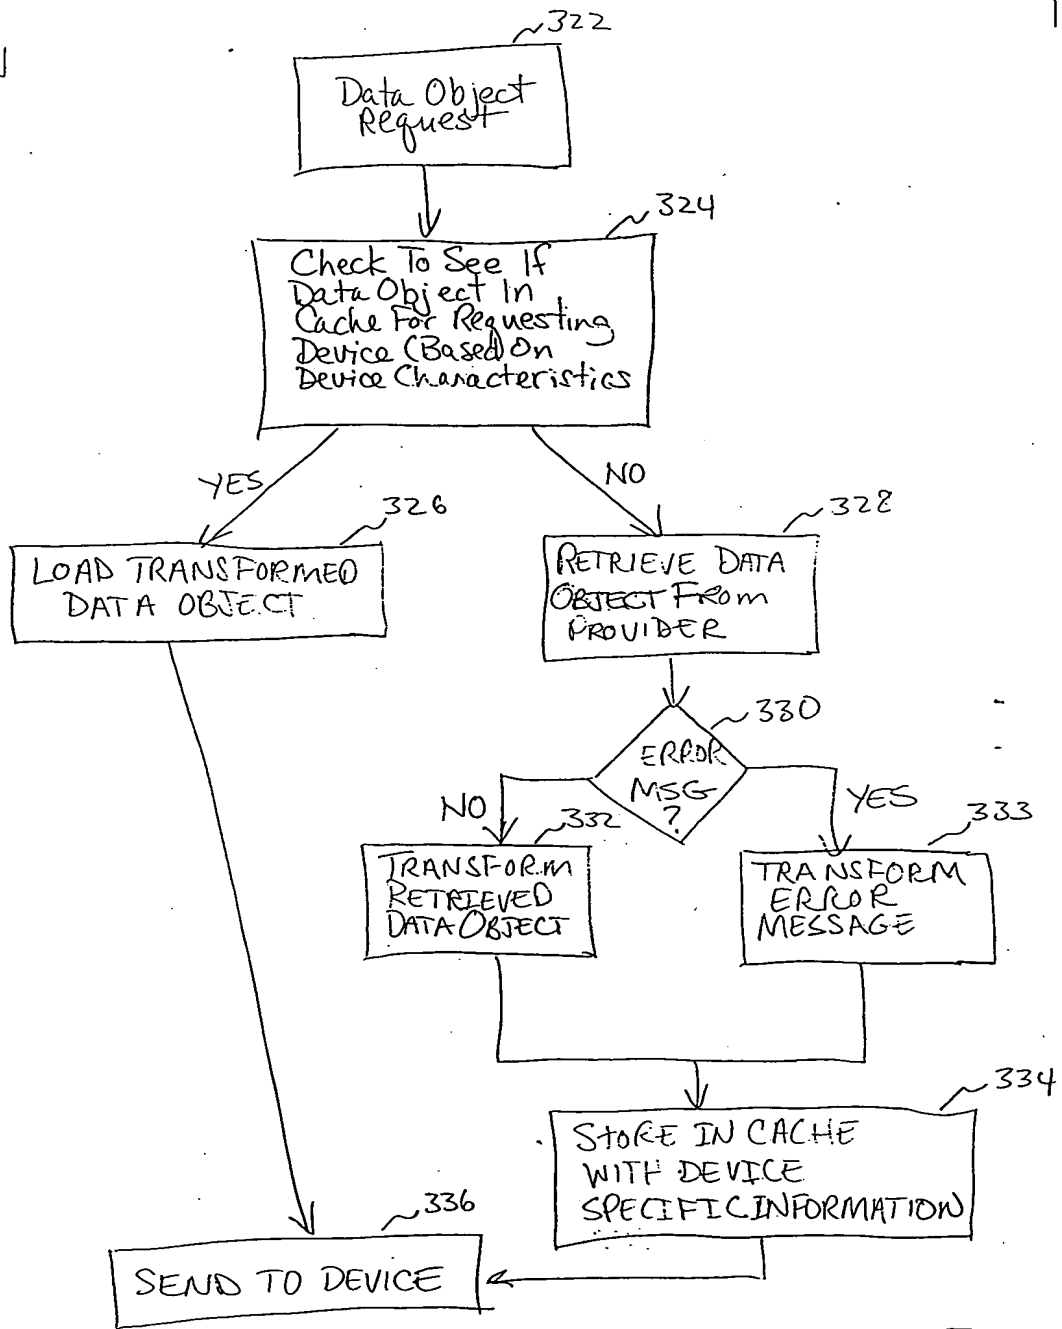 322
Data Object
Request
324
Check To See If
Data Object In
Cache For Requesting
Device (Based On
Device Characteristics
YES
NO
326
LOAD TRANSFORMED
DATA OBJECT
328
RETRIEVE DATA
OBJECT From
PROVIDER
330
ERROR
MSG
?
NO
YES
332
TRANSFORM
RETRIEVED
DATA OBJECT
333
TRANSFORM
ERROR
MESSAGE
334
StoRE IN CACHE
WITH DEVICE
SPECIFIC INFORMATION
336
SEND TO DEVICE